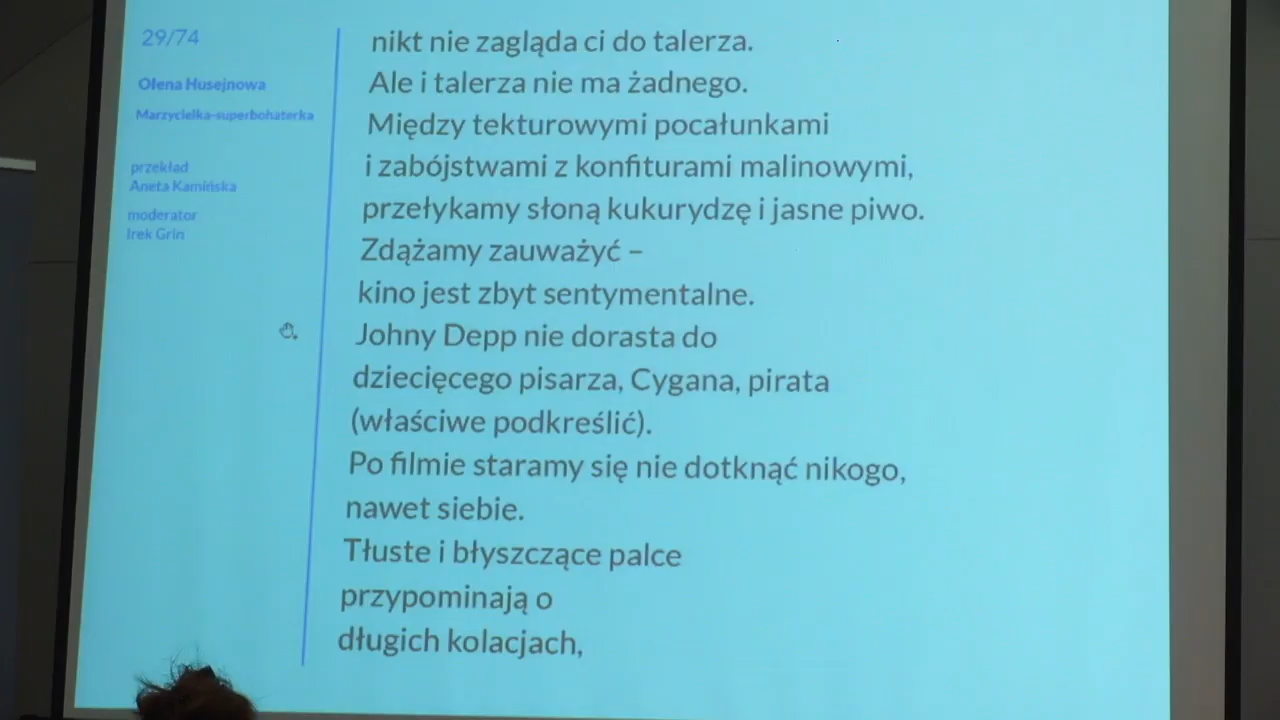 29/74
Olena Husejnowa
Marzycielka-superbohaterka
przekład
Aneta Kamińska
moderator
Irek Grin
nikt nie zagląda ci do talerza.
Ale i talerza nie ma żadnego.
Między tekturowymi pocałunkami
i zabójstwami z konfiturami malinowymi,
przełykamy słoną kukurydzę i jasne piwo.
Zdążamy zauważyć –
kino jest zbyt sentymentalne.
Johny Depp nie dorasta do
dziecięcego pisarza, Cygana, pirata
(właściwe podkreślić).
Po filmie staramy się nie dotknąć nikogo,
nawet siebie.
Tłuste i błyszczące palce
przypominają o
długich kolacjach,